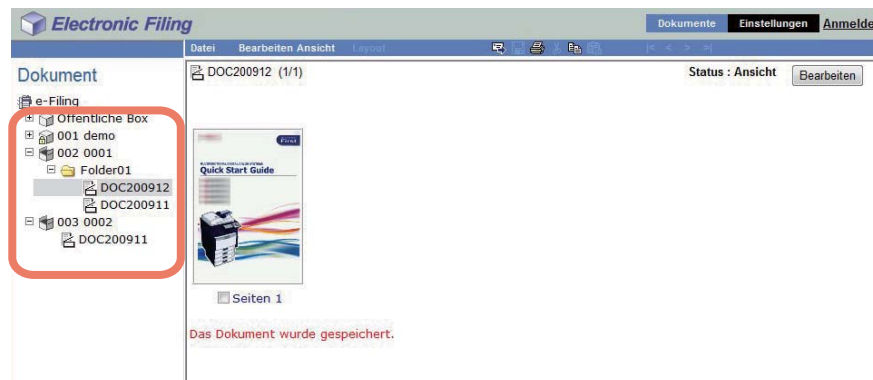 Electronic Filing
Dokumente Einstellungen Anmelde
Datei Bearbeiten Ansicht Layout
Dokument
DOC200912 (1/1)
Status : Ansicht Bearbeiten
e-Filing
Öffentliche Box
001 demo
002 0001
Folder01
DOC200912
DOC200911
003 0002
DOC200911
First
Quick Start Guide
Seiten 1
Das Dokument wurde gespeichert.